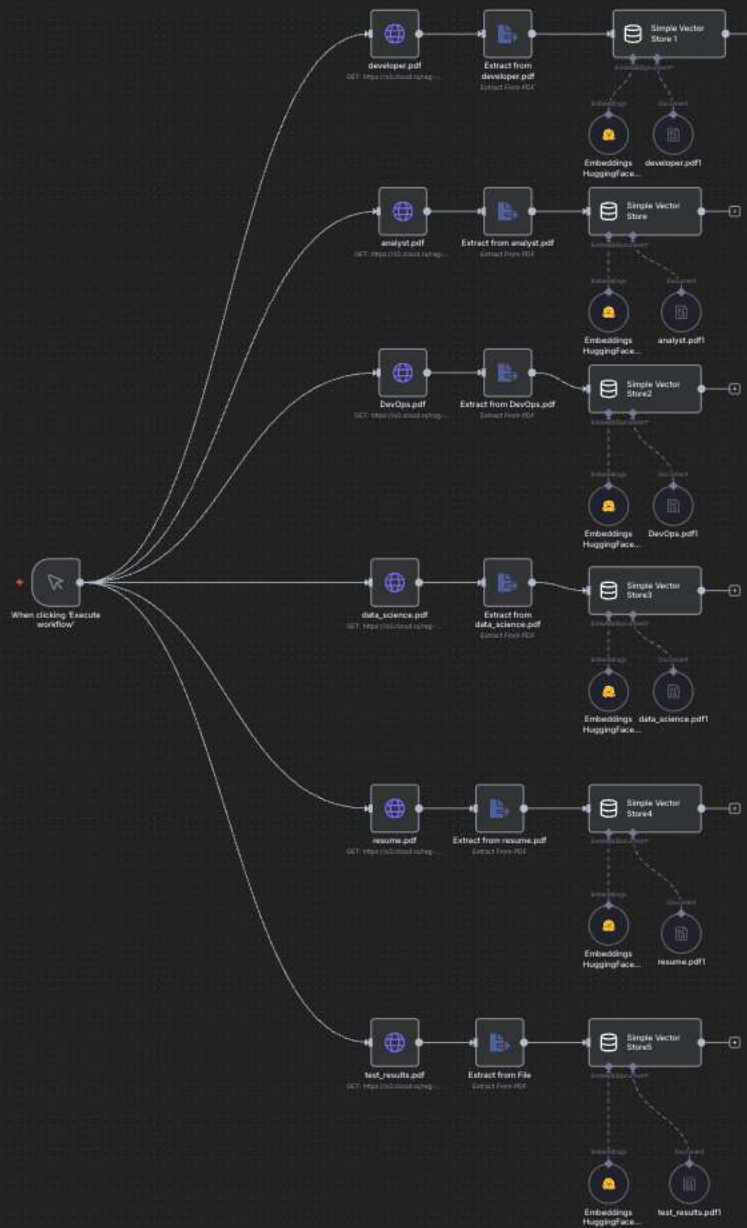 developer.pdf
GET: https://s3.cloud.ru/rag-...
Extract from
developer.pdf
Extract From PDF
Simple Vector
Store 1
Embeddings
Document
Embeddings
HuggingFace...
developer.pdf1
analyst.pdf
GET: https://s3.cloud.ru/rag-...
Extract from analyst.pdf
Extract From PDF
Simple Vector
Store
Embeddings
Document
Embeddings
HuggingFace...
analyst.pdf1
DevOps.pdf
GET: https://s3.cloud.ru/rag-...
Extract from DevOps.pdf
Extract From PDF
Simple Vector
Store2
Embeddings
Document
Embeddings
HuggingFace...
DevOps.pdf1
When clicking 'Execute
workflow'
data_science.pdf
GET: https://s3.cloud.ru/rag-...
Extract from
data_science.pdf
Extract From PDF
Simple Vector
Store3
Embeddings
Document
Embeddings
HuggingFace...
data_science.pdf1
resume.pdf
GET: https://s3.cloud.ru/rag-...
Extract from resume.pdf
Extract From PDF
Simple Vector
Store4
Embeddings
Document
Embeddings
HuggingFace...
resume.pdf1
test_results.pdf
GET: https://s3.cloud.ru/rag-...
Extract from File
Extract From PDF
Simple Vector
Store5
Embeddings
Document
Embeddings
HuggingFace...
test_results.pdf1